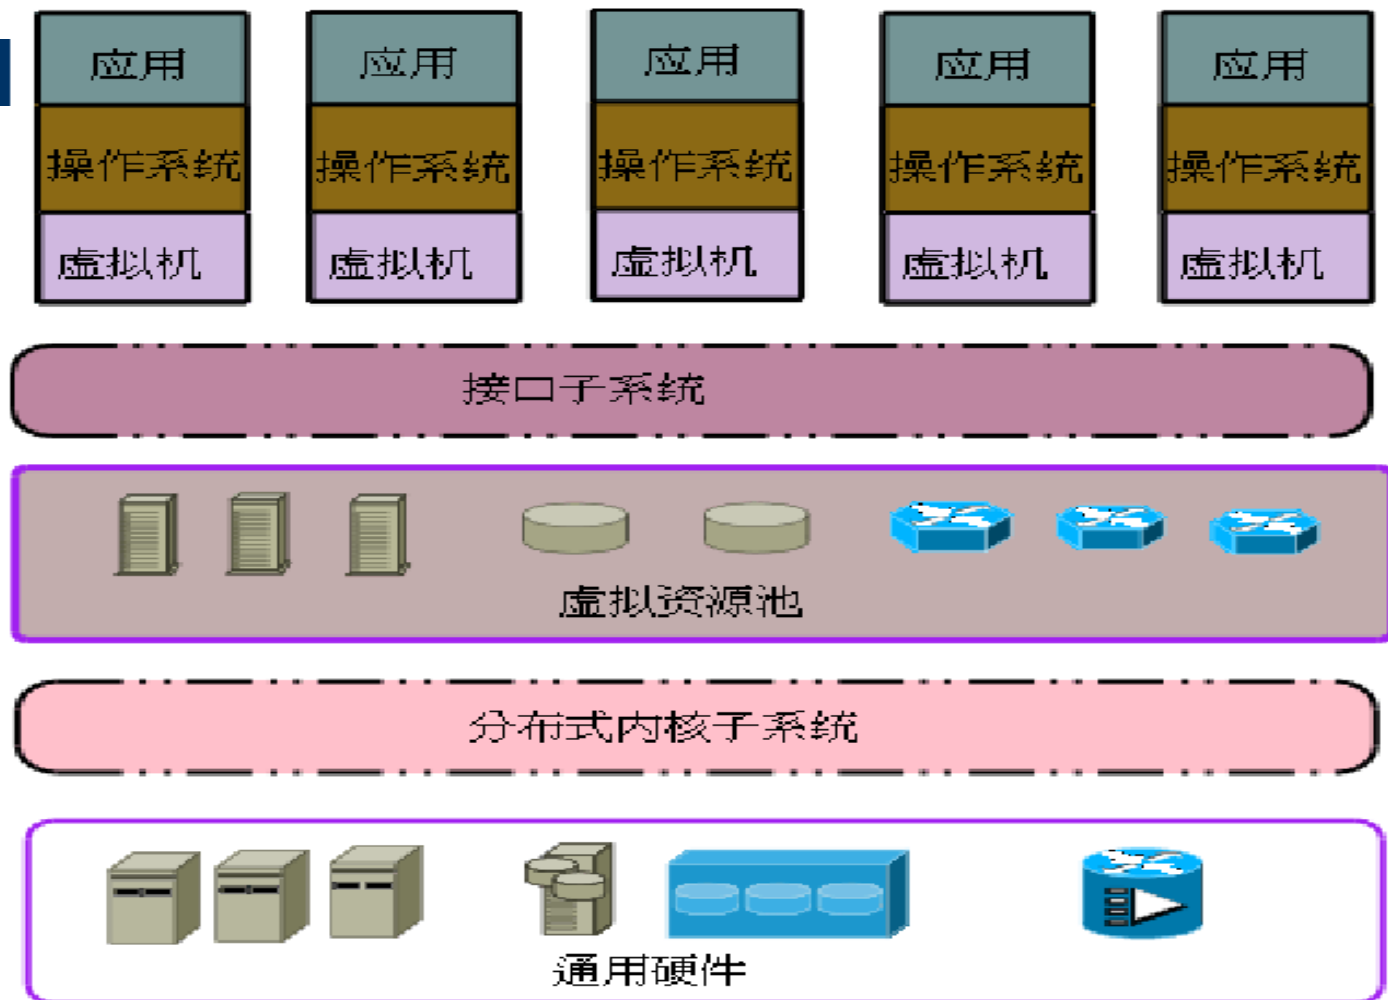 应用 应用 应用 应用 应用
操作系统 操作系统 操作系统 操作系统 操作系统
虚拟机 虚拟机 虚拟机 虚拟机 虚拟机
接口子系统
虚拟资源池
分布式内核子系统
通用硬件